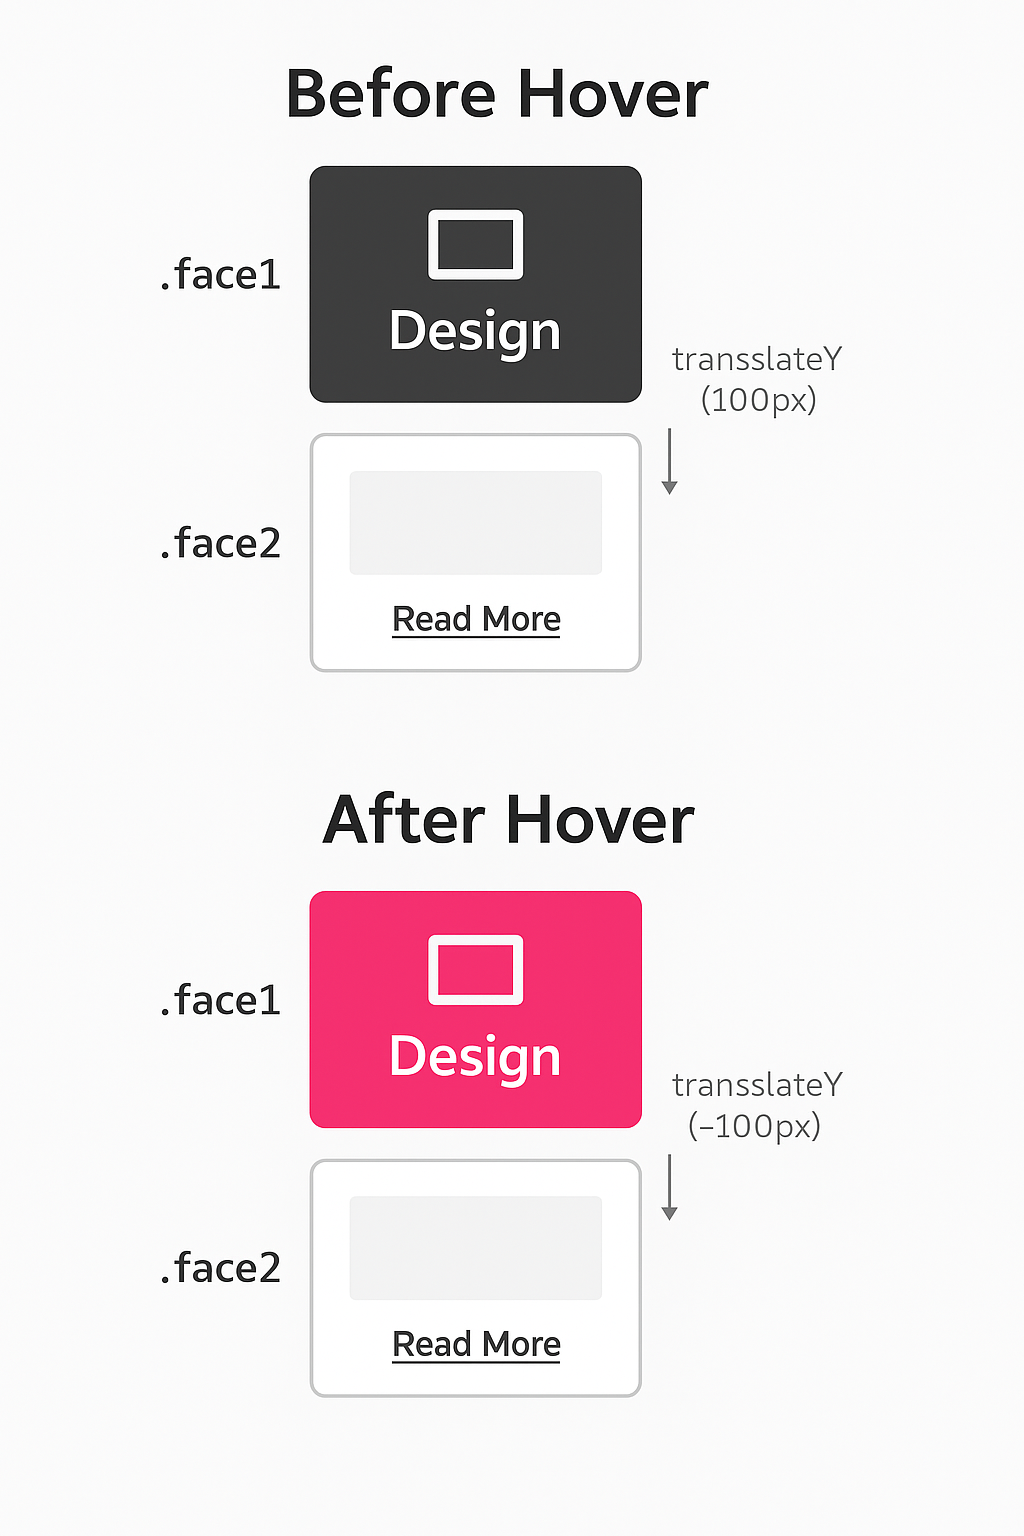 Before Hover
.face1
Design
transslateY
(100px)
.face2
Read More
After Hover
.face1
Design
transslateY
(–100px)
.face2
Read More